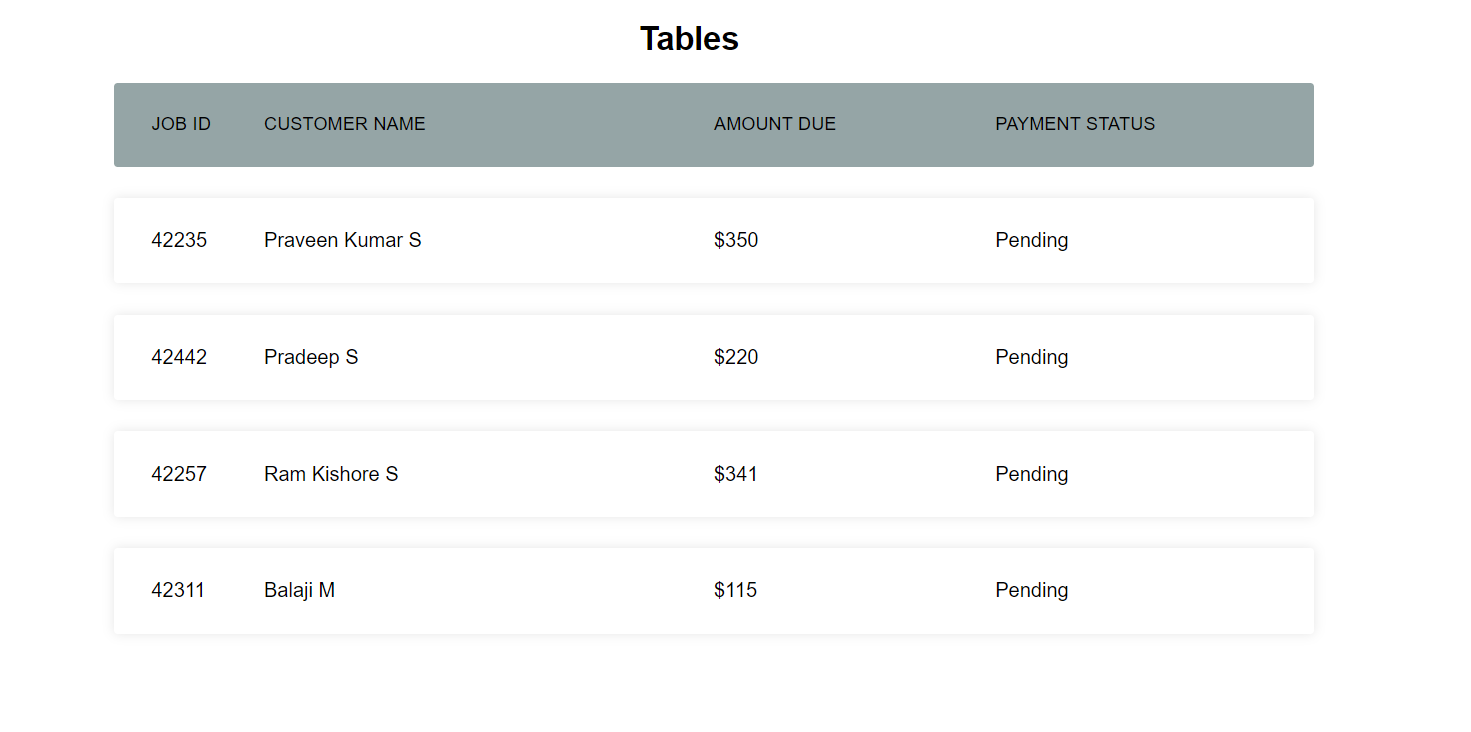 Tables
JOB ID CUSTOMER NAME AMOUNT DUE PAYMENT STATUS
42235 Praveen Kumar S $350 Pending
42442 Pradeep S $220 Pending
42257 Ram Kishore S $341 Pending
42311 Balaji M $115 Pending